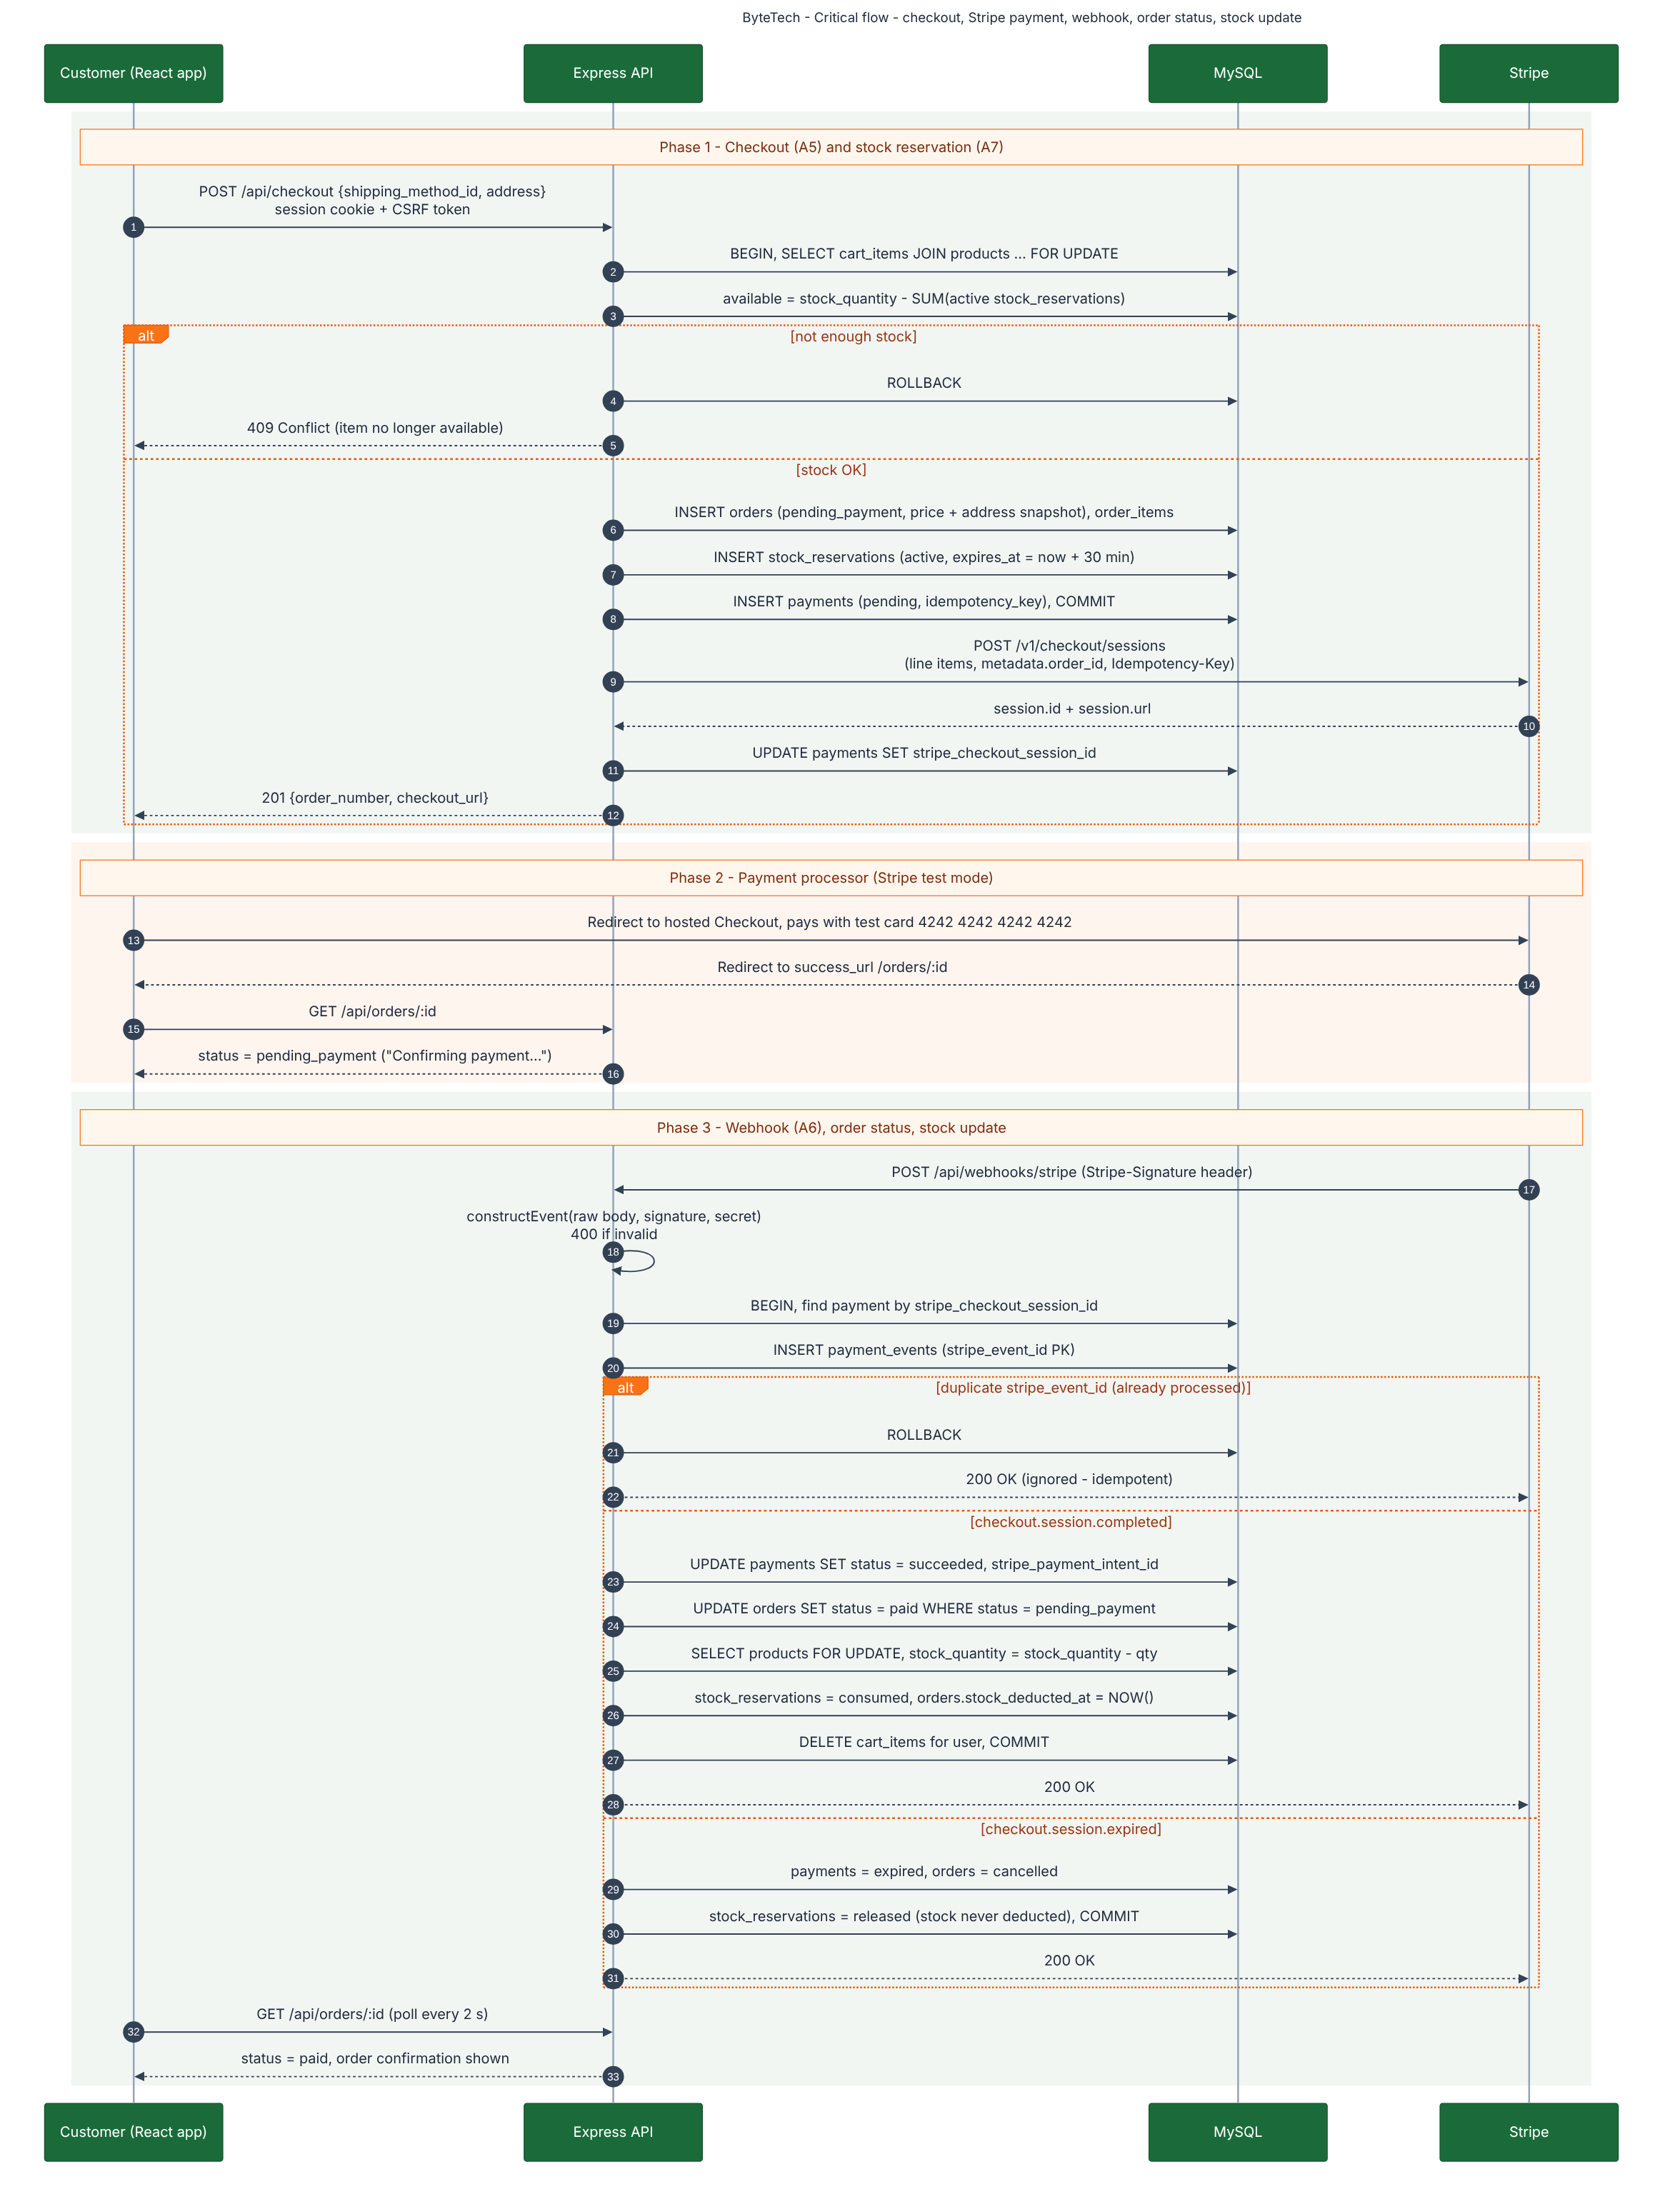 ByteTech - Critical flow - checkout, Stripe payment, webhook, order status, stock update
Customer (React app)
Express API
MySQL
Stripe
Phase 1 - Checkout (A5) and stock reservation (A7)
POST /api/checkout {shipping_method_id, address}
session cookie + CSRF token
1
BEGIN, SELECT cart_items JOIN products ... FOR UPDATE
2
available = stock_quantity - SUM(active stock_reservations)
3
alt
[not enough stock]
ROLLBACK
4
409 Conflict (item no longer available)
5
[stock OK]
INSERT orders (pending_payment, price + address snapshot), order_items
6
INSERT stock_reservations (active, expires_at = now + 30 min)
7
INSERT payments (pending, idempotency_key), COMMIT
8
POST /v1/checkout/sessions
(line items, metadata.order_id, Idempotency-Key)
9
session.id + session.url
10
UPDATE payments SET stripe_checkout_session_id
11
201 {order_number, checkout_url}
12
Phase 2 - Payment processor (Stripe test mode)
Redirect to hosted Checkout, pays with test card 4242 4242 4242 4242
13
Redirect to success_url /orders/:id
14
GET /api/orders/:id
15
status = pending_payment ("Confirming payment...")
16
Phase 3 - Webhook (A6), order status, stock update
POST /api/webhooks/stripe (Stripe-Signature header)
17
constructEvent(raw body, signature, secret)
400 if invalid
18
BEGIN, find payment by stripe_checkout_session_id
19
INSERT payment_events (stripe_event_id PK)
20
alt
[duplicate stripe_event_id (already processed)]
ROLLBACK
21
200 OK (ignored - idempotent)
22
[checkout.session.completed]
UPDATE payments SET status = succeeded, stripe_payment_intent_id
23
UPDATE orders SET status = paid WHERE status = pending_payment
24
SELECT products FOR UPDATE, stock_quantity = stock_quantity - qty
25
stock_reservations = consumed, orders.stock_deducted_at = NOW()
26
DELETE cart_items for user, COMMIT
27
200 OK
28
[checkout.session.expired]
payments = expired, orders = cancelled
29
stock_reservations = released (stock never deducted), COMMIT
30
200 OK
31
GET /api/orders/:id (poll every 2 s)
32
status = paid, order confirmation shown
33
Customer (React app)
Express API
MySQL
Stripe